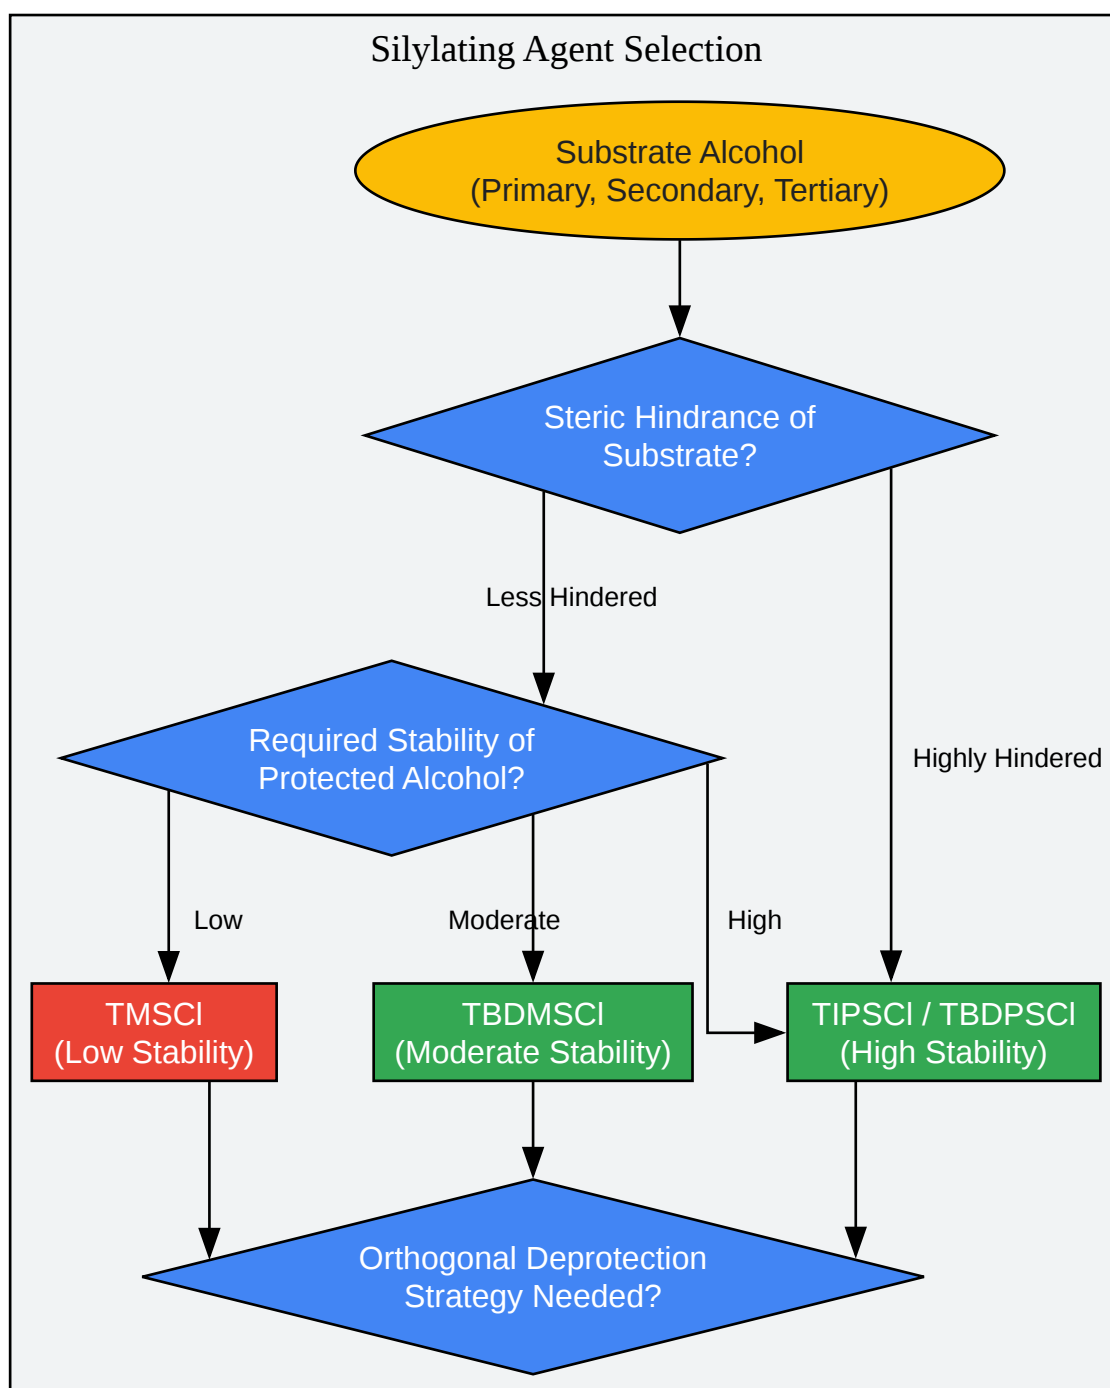 Silylating Agent Selection
Substrate Alcohol
(Primary, Secondary, Tertiary)
Steric Hindrance of
Substrate?
Less Hindered
Highly Hindered
Required Stability of
Protected Alcohol?
Low
Moderate
High
TMSCl
(Low Stability)
TBDMSCl
(Moderate Stability)
TIPSCl / TBDPSCl
(High Stability)
Orthogonal Deprotection
Strategy Needed?